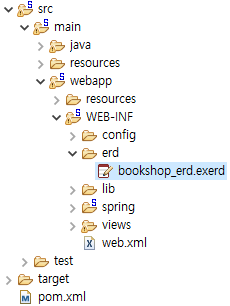 src
main
java
resources
webapp
resources
WEB-INF
config
erd
bookshop_erd.exerd
lib
spring
views
web.xml
test
target
pom.xml